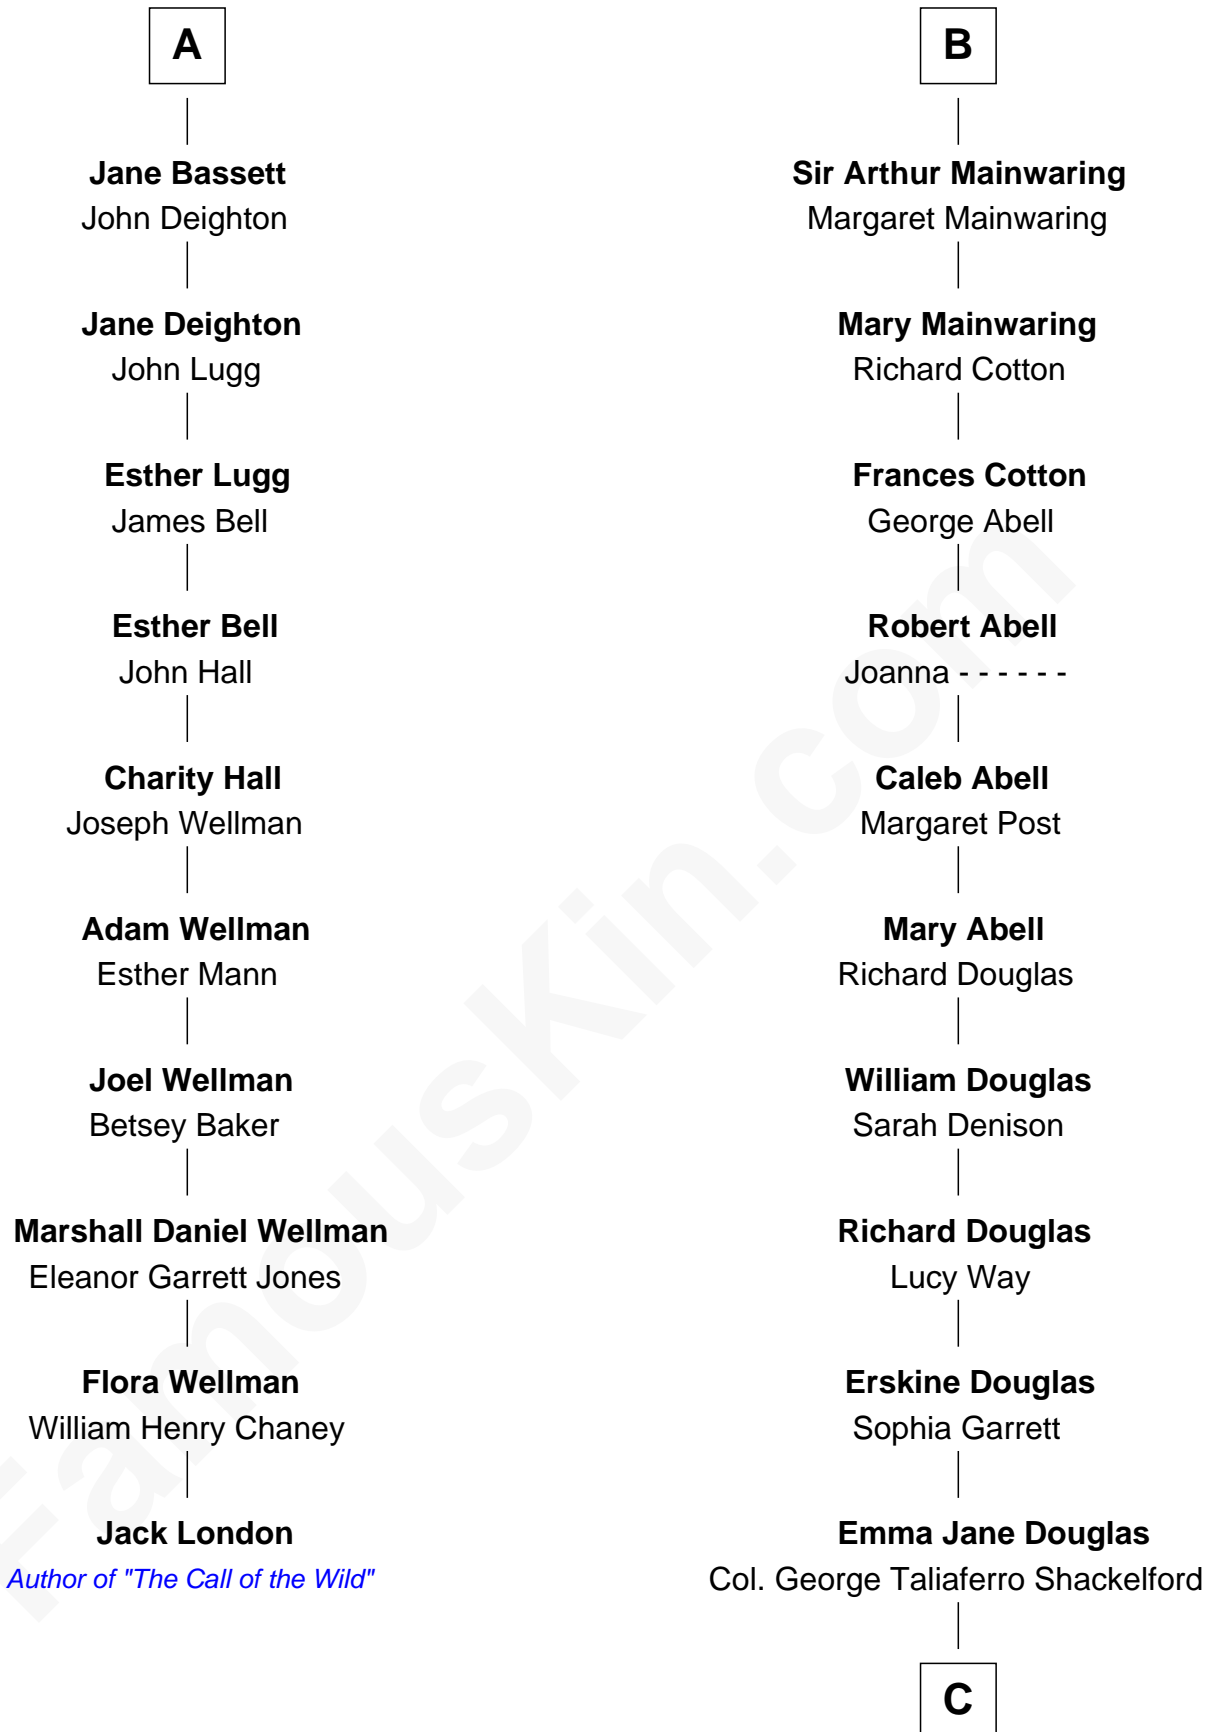 A
Jane Bassett
John Deighton
Jane Deighton
John Lugg
Esther Lugg
James Bell
Esther Bell
John Hall
Charity Hall
Joseph Wellman
Adam Wellman
Esther Mann
Joel Wellman
Betsey Baker
Marshall Daniel Wellman
Eleanor Garrett Jones
Flora Wellman
William Henry Chaney
Jack London
Author of "The Call of the Wild"
B
Sir Arthur Mainwaring
Margaret Mainwaring
Mary Mainwaring
Richard Cotton
Frances Cotton
George Abell
Robert Abell
Joanna - - - - - -
Caleb Abell
Margaret Post
Mary Abell
Richard Douglas
William Douglas
Sarah Denison
Richard Douglas
Lucy Way
Erskine Douglas
Sophia Garrett
Emma Jane Douglas
Col. George Taliaferro Shackelford
C
FamousKin.com